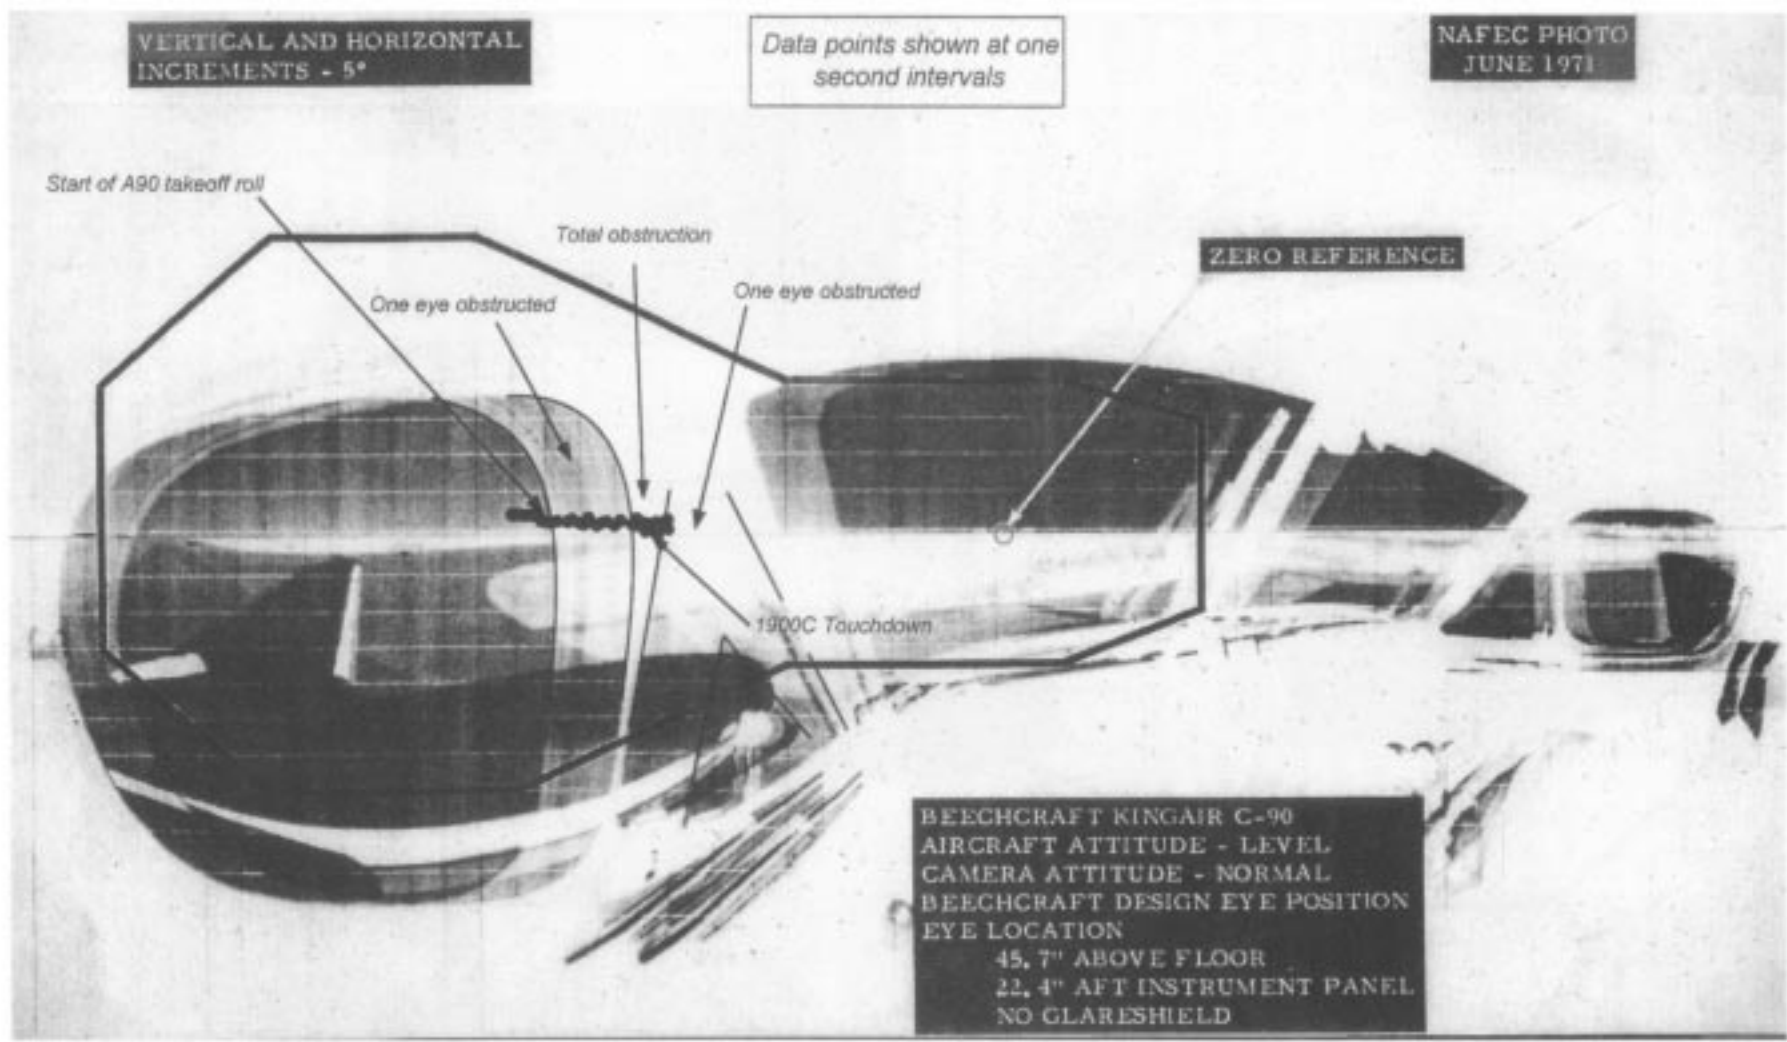 VERTICAL AND HORIZONTAL
INCREMENTS - 5°
Data points shown at one
second intervals
NAFEC PHOTO
JUNE 1971
Start of A90 takeoff roll
Total obstruction
ZERO REFERENCE
One eye obstructed
One eye obstructed
1900C Touchdown
BEECHCRAFT KINGAIR C-90
AIRCRAFT ATTITUDE - LEVEL
CAMERA ATTITUDE - NORMAL
BEECHCRAFT DESIGN EYE POSITION
EYE LOCATION
45.7" ABOVE FLOOR
22.4" AFT INSTRUMENT PANEL
NO GLARESHIELD